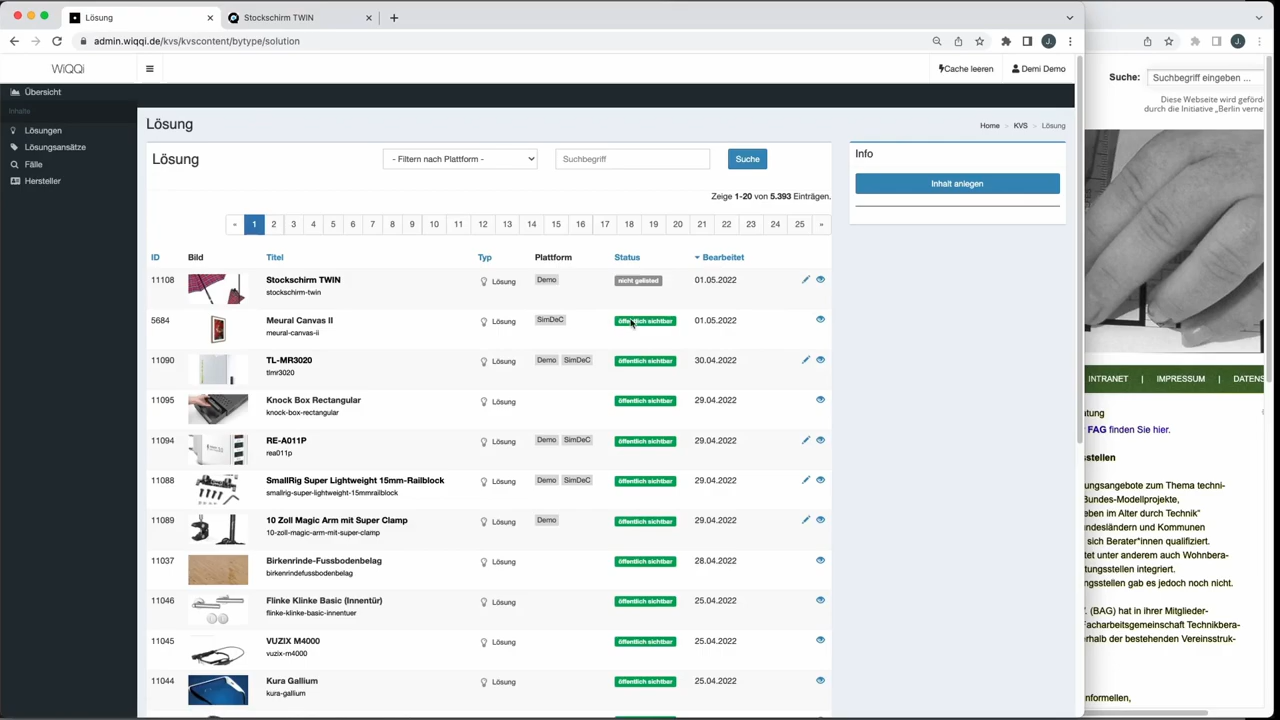 Lösung
Stockschirm TWIN
admin.wiqqi.de/kvs/kvscontent/bytype/solution
WiQQi
Cache leeren
Demi Demo
Übersicht
Inhalte
Lösungen
Lösungsansätze
Fälle
Hersteller
Lösung
Home > KVS > Lösung
Lösung
- Filtern nach Plattform -
Suchbegriff
Suche
Zeige 1-20 von 5.393 Einträgen.
« 1 2 3 4 5 6 7 8 9 10 11 12 13 14 15 16 17 18 19 20 21 22 23 24 25 »
ID Bild Titel Typ Plattform Status Bearbeitet
11108 Stockschirm TWIN Lösung Demo nicht gelisted 01.05.2022
stockschirm-twin
5684 Meural Canvas II Lösung SimDeC öffentlich sichtbar 01.05.2022
meural-canvas-ii
11090 TL-MR3020 Lösung Demo SimDeC öffentlich sichtbar 30.04.2022
tlmr3020
11095 Knock Box Rectangular Lösung öffentlich sichtbar 29.04.2022
knock-box-rectangular
11094 RE-A011P Lösung Demo SimDeC öffentlich sichtbar 29.04.2022
rea011p
11088 SmallRig Super Lightweight 15mm-Railblock Lösung Demo SimDeC öffentlich sichtbar 29.04.2022
smallrig-super-lightweight-15mmrailblock
11089 10 Zoll Magic Arm mit Super Clamp Lösung Demo öffentlich sichtbar 29.04.2022
10-zoll-magic-arm-mit-super-clamp
11037 Birkenrinde-Fussbodenbelag Lösung öffentlich sichtbar 28.04.2022
birkenrindefussbodenbelag
11046 Flinke Klinke Basic (Innentür) Lösung öffentlich sichtbar 25.04.2022
flinke-klinke-basic-innentuer
11045 VUZIX M4000 Lösung öffentlich sichtbar 25.04.2022
vuzix-m4000
11044 Kura Gallium Lösung öffentlich sichtbar 25.04.2022
kura-gallium
Info
Inhalt anlegen
J.
J.
Suche: Suchbegriff eingeben ...
Diese Webseite wird geförd
durch die Initiative „Berlin verne
INTRANET | IMPRESSUM | DATENS
atung
FAG finden Sie hier.
sstellen
ungsangebote zum Thema techni-
Bundes-Modellprojekte,
eben im Alter durch Technik"
ndesländern und Kommunen
sich Berater*innen qualifiziert.
tet unter anderem auch Wohnbera-
tungsstellen integriert.
ngsstellen gab es jedoch noch nicht.
. (BAG) hat in ihrer Mitglieder-
Facharbeitsgemeinschaft Technikbera-
erhalb der bestehenden Vereinsstruk-
nformellen,